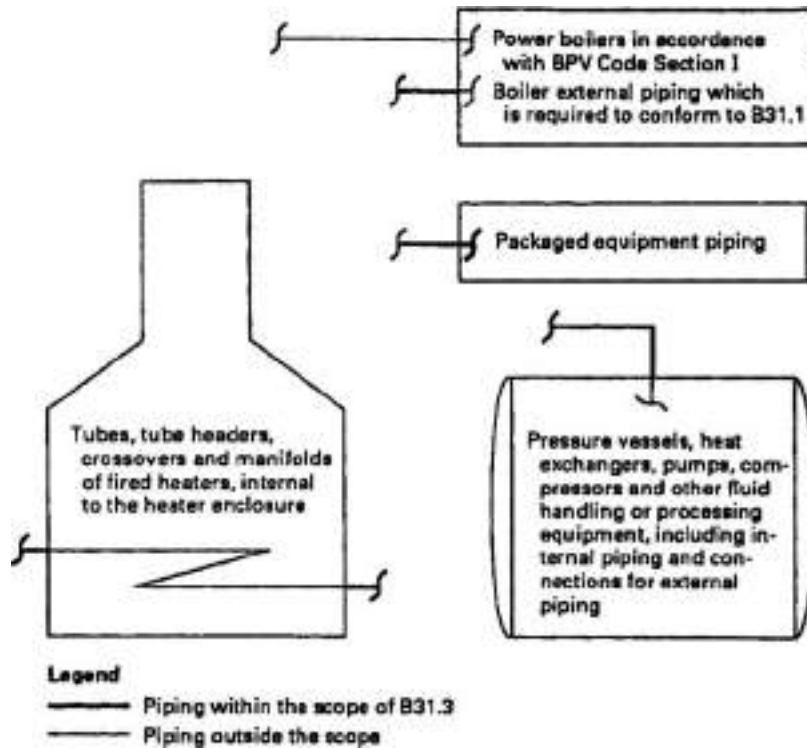 Power boilers in accordance
with BPV Code Section I
Boiler external piping which
is required to conform to B31.1
Packaged equipment piping
Tubes, tube headers,
crossovers and manifolds
of fired heaters, internal
to the heater enclosure
Pressure vessels, heat
exchangers, pumps, com-
pressors and other fluid
handling or processing
equipment, including in-
ternal piping and con-
nections for external
piping
Legend
Piping within the scope of B31.3
Piping outside the scope